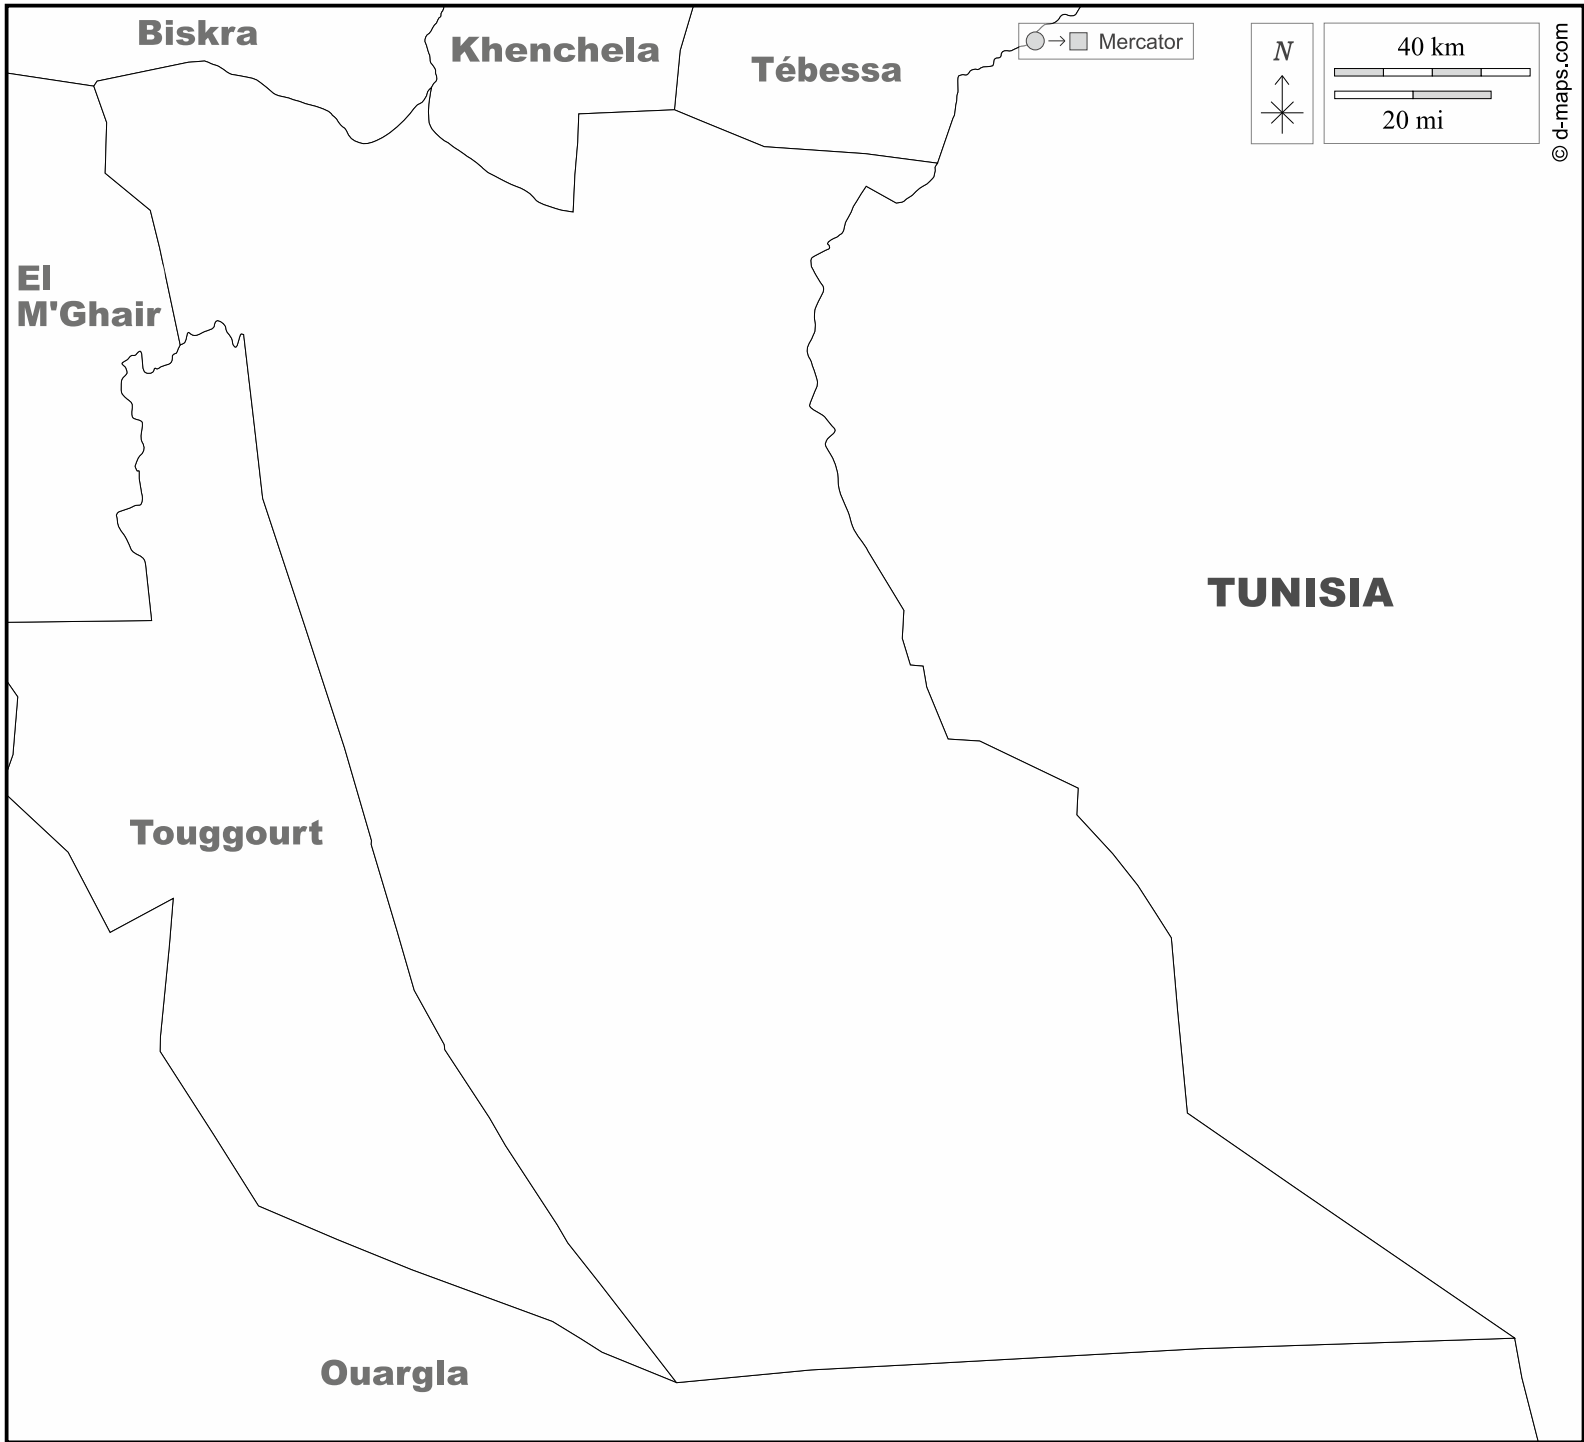 Biskra
Khenchela
Tébessa
Mercator
N
40 km
20 mi
© d-maps.com
El
M'Ghair
TUNISIA
Touggourt
Ouargla